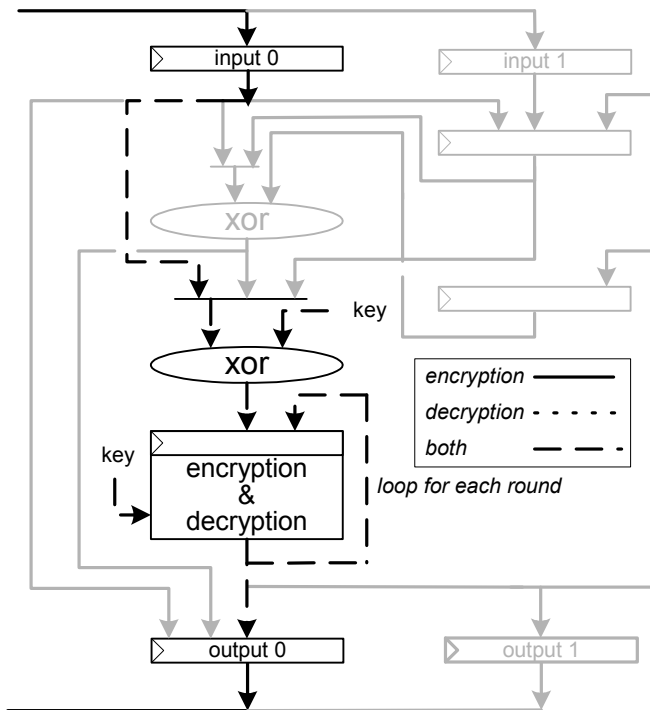 input 0
input 1
xor
key
xor
encryption
decryption
both
key
encryption
&
decryption
loop for each round
output 0
output 1